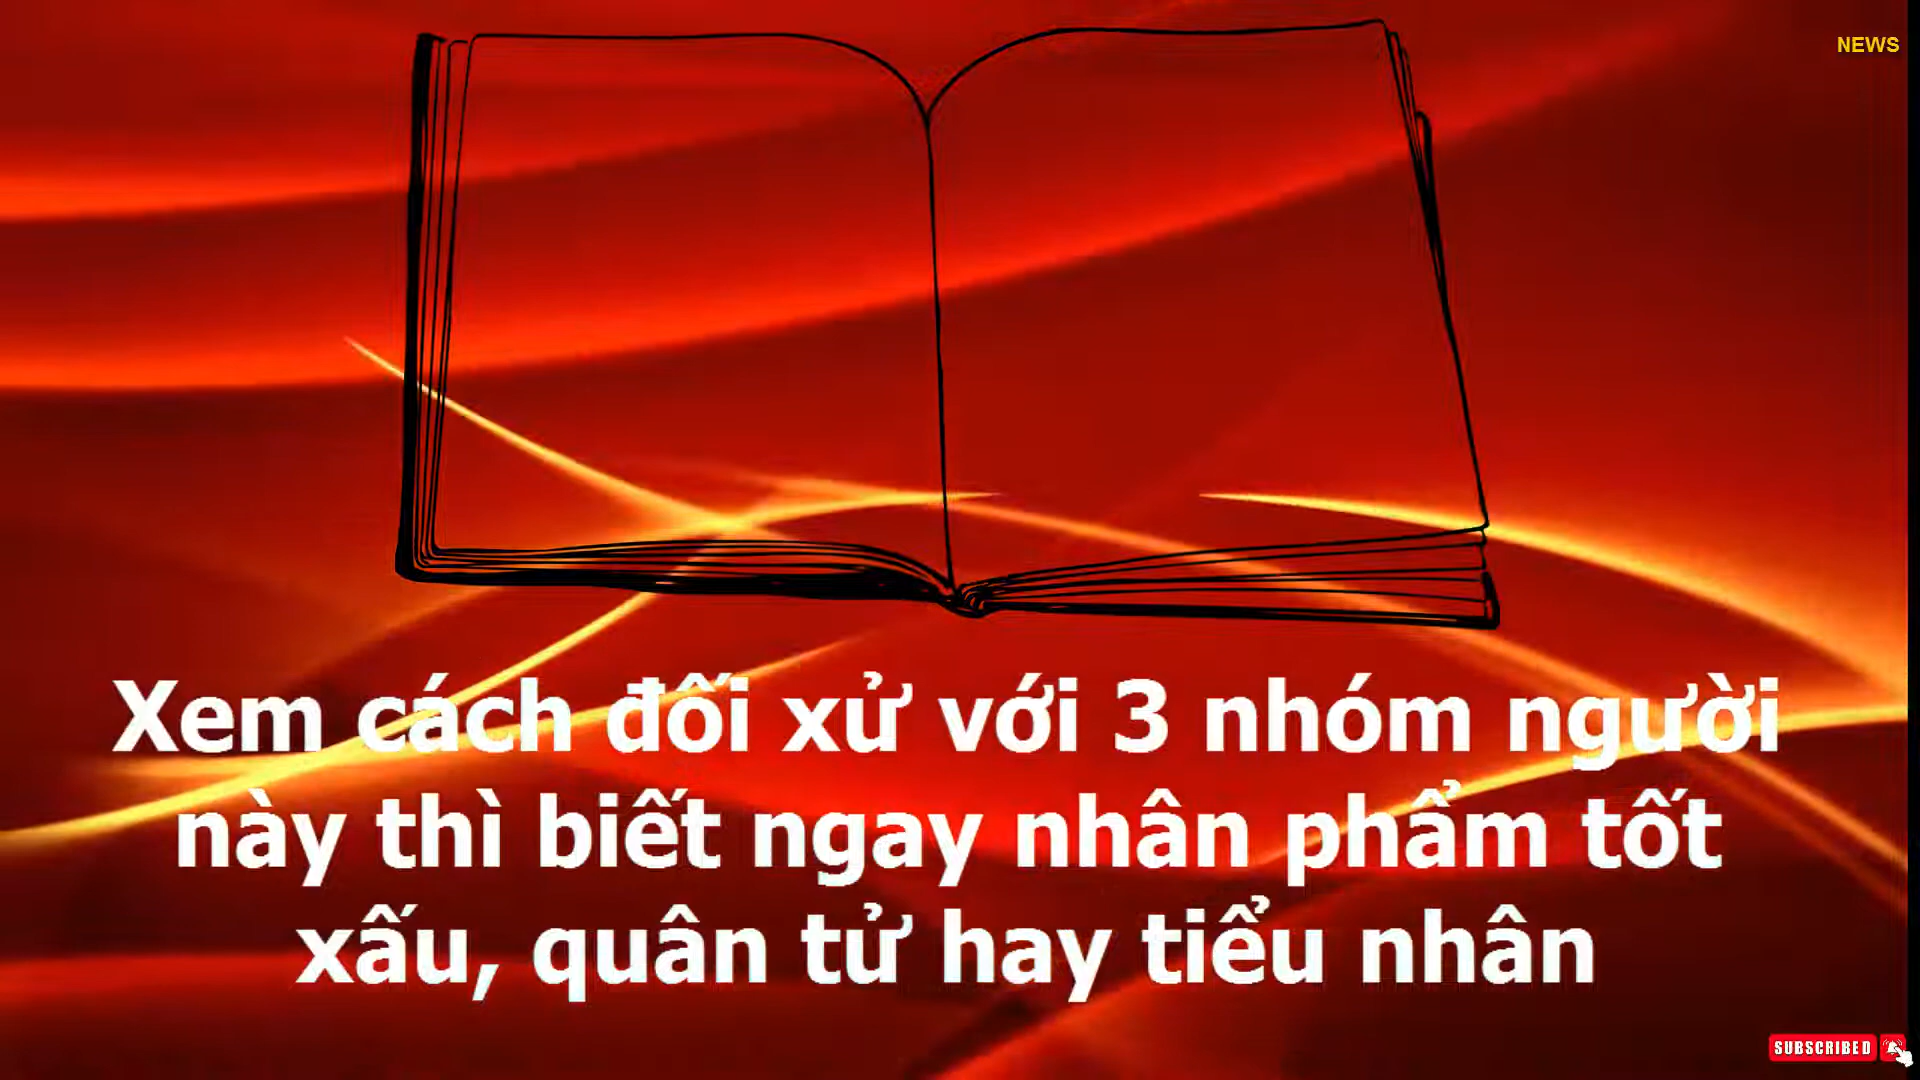 NEWS
Xem cách đối xử với 3 nhóm người
này thì biết ngay nhân phẩm tốt
xấu, quân tử hay tiểu nhân
SUBSCRIBED